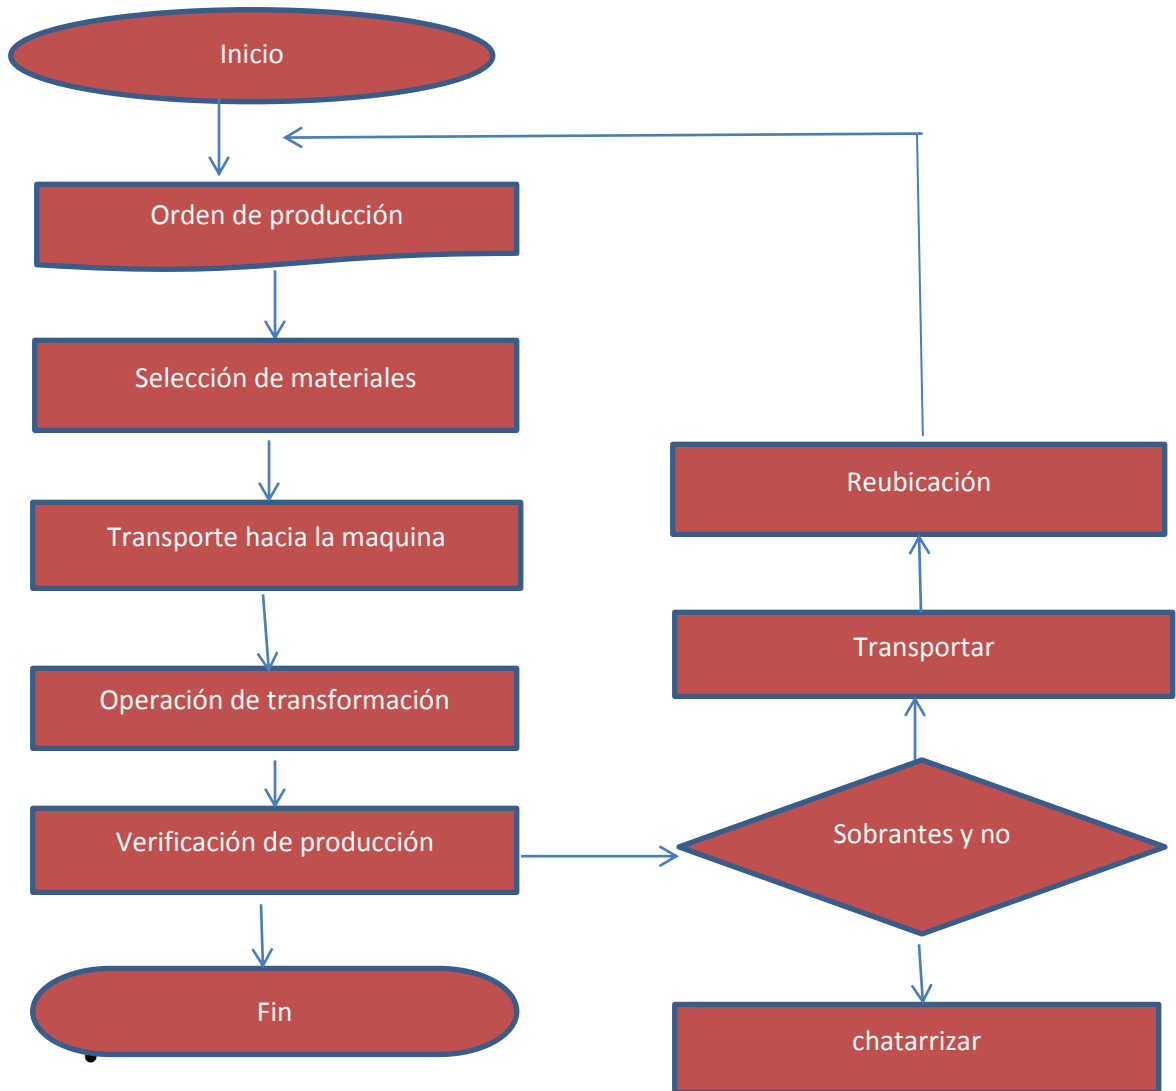 Inicio
Orden de producción
Selección de materiales
Transporte hacia la maquina
Operación de transformación
Verificación de producción
Fin
Reubicación
Transportar
Sobrantes y no
chatarrizar